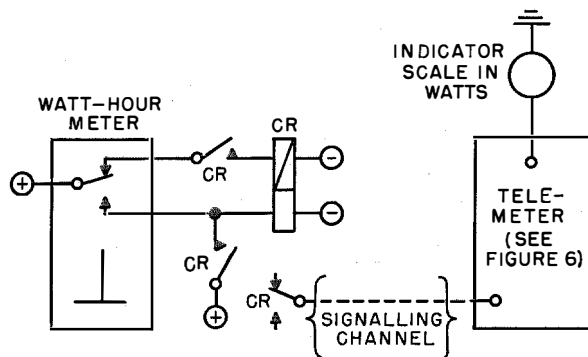 INDICATOR
SCALE IN
WATTS
WATT-HOUR
METER
CR
CR
+
−
−
CR
+
CR
SIGNALLING
CHANNEL
TELE-
METER
(SEE
FIGURE 6)